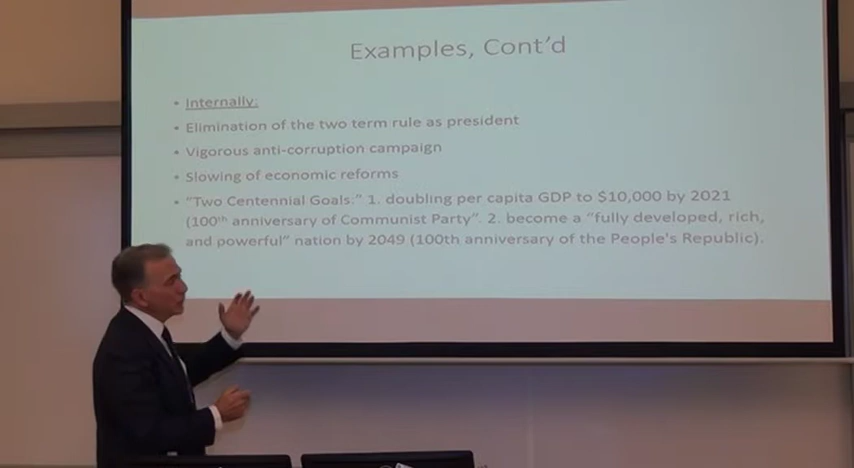 Examples, Cont'd
• Internally:
• Elimination of the two term rule as president
• Vigorous anti-corruption campaign
• Slowing of economic reforms
• "Two Centennial Goals:" 1. doubling per capita GDP to $10,000 by 2021
(100th anniversary of Communist Party". 2. become a "fully developed, rich,
and powerful" nation by 2049 (100th anniversary of the People's Republic).